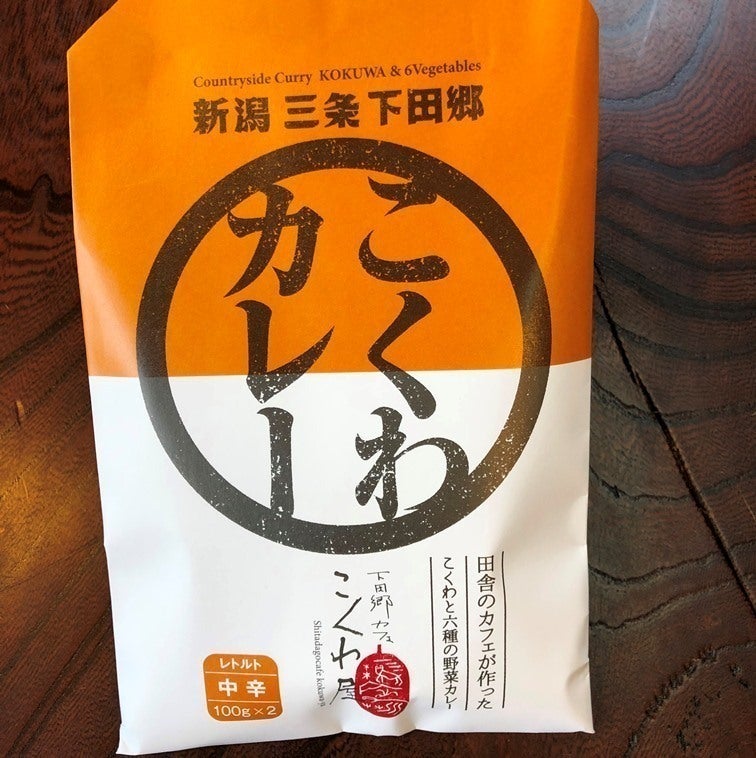 Countryside Curry KOKUWA & 6Vegetables
新潟 三条 下田郷
こくわ
カレー
田舎のカフェが作った
こくわと六種の野菜カレー
下田郷カフェ
こくわ屋
Shitadagocafe kokuwaya
レトルト
中辛
100g×2